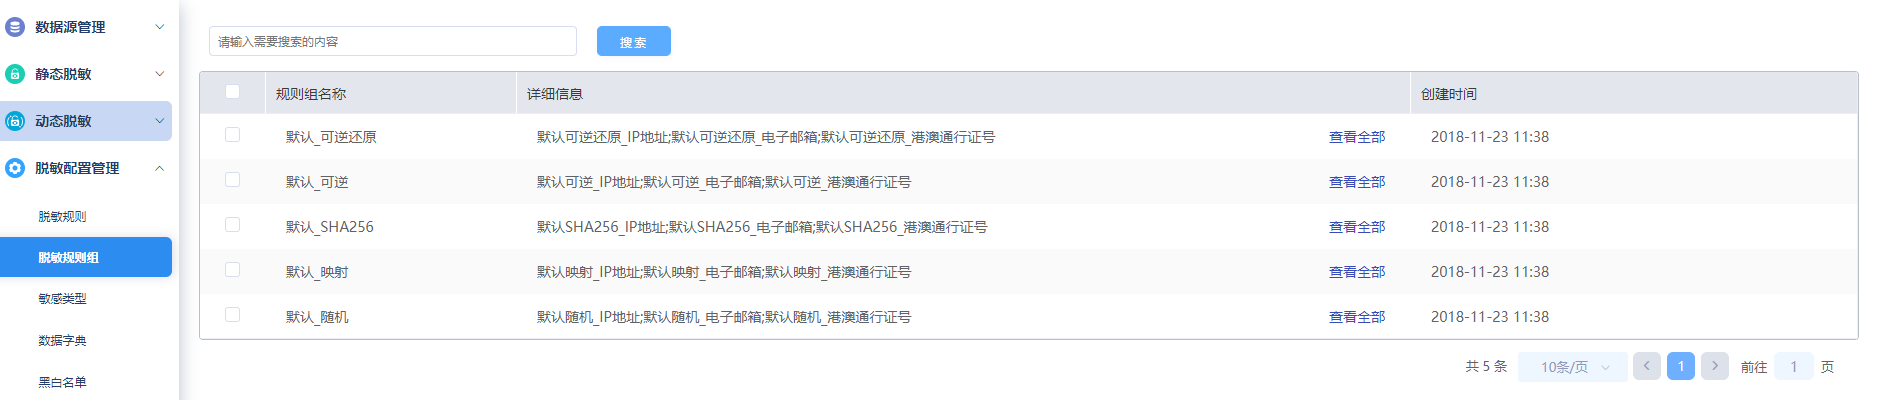 数据源管理
静态脱敏
动态脱敏
脱敏配置管理
脱敏规则
脱敏规则组
敏感类型
数据字典
黑白名单
请输入需要搜索的内容 搜索
规则组名称 详细信息 创建时间
默认_可逆还原 默认可逆还原_IP地址;默认可逆还原_电子邮箱;默认可逆还原_港澳通行证号 查看全部 2018-11-23 11:38
默认_可逆 默认可逆_IP地址;默认可逆_电子邮箱;默认可逆_港澳通行证号 查看全部 2018-11-23 11:38
默认_SHA256 默认SHA256_IP地址;默认SHA256_电子邮箱;默认SHA256_港澳通行证号 查看全部 2018-11-23 11:38
默认_映射 默认映射_IP地址;默认映射_电子邮箱;默认映射_港澳通行证号 查看全部 2018-11-23 11:38
默认_随机 默认随机_IP地址;默认随机_电子邮箱;默认随机_港澳通行证号 查看全部 2018-11-23 11:38
共 5 条 10条/页 1 前往 1 页